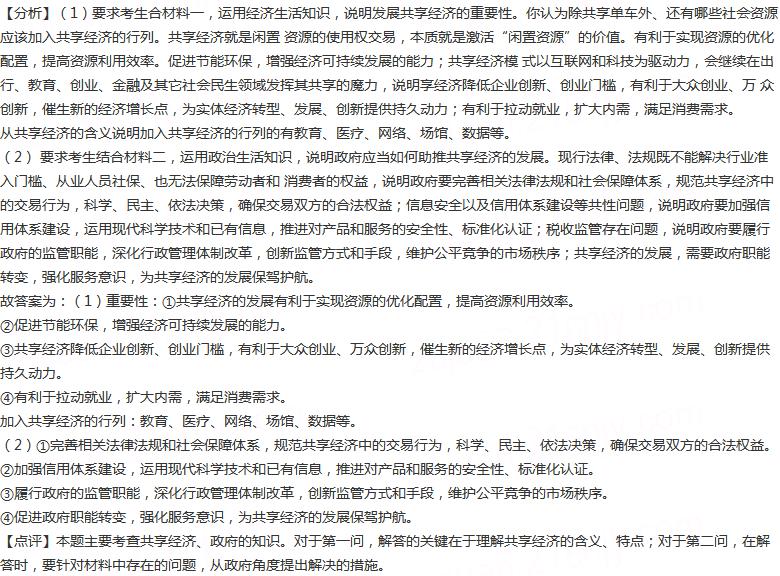 【分析】（1）要求考生合材料一，运用经济生活知识，说明发展共享经济的重要性。你认为除共享单车外、还有哪些社会资源
应该加入共享经济的行列。共享经济 就是闲置 资源的使用权交易，本质就是激活“闲置资源”的价值。有利于实现资源的优化
配置，提高资源利用效率。促进节能环保，增强经济可持续发展的能力；共享经济模 式以互联网和科技为驱动力，会继续在出
行、教育、创业、金融及其它社会民生领域发挥其共享的魔力，说明享经济降低企业创新、创业门槛，有利于大众创业、万 众
创新，催生新的经济增长点，为实体经济转型、发展、创新提供持久动力；有利于拉动就业，扩大内需，满足消费需求。
从共享经济的含义说明加入共享经济的行列的有教育、医疗、网络、场馆、数据等。
（2） 要求考生结合材料二，运用政治生活知识，说明政府应当如何助推共享经济的发展。现行法律、法规既不能解决行业准
入门槛、从业人员社保、也无法保障劳动者和 消费者的权益，说明政府要完善相关法律法规和社会保障体系，规范共享经济中
的交易行为，科学、民主、依法决策，确保交易双方的合法权益；信息安全以及信用体系建设等共性问题，说明政府要加强信
用体系建设，运用现代科学技术和已有信息，推进对产品和服务的安全性、标准化认证；税收监管存在问题，说明政府要履行
政府的监管职能，深化行政管理体制改革，创新监管方式和手段，维护公平竞争的市场秩序；共享经济的发展，需要政府职能
转变，强化服务意识，为共享经济的发展保驾护航。
故答案为：（1）重要性：①共享经济的发展有利于实现资源的优化配置，提高资源利用效率。
②促进节能环保，增强经济可持续发展的能力。
③共享经济降低企业创新、创业门槛，有利于大众创业、万众创新，催生新的经济增长点，为实体经济转型、发展、创新提供
持久动力。
④有利于拉动就业，扩大内需，满足消费需求。
加入共享经济的行列：教育、医疗、网络、场馆、数据等。
（2）①完善相关法律法规和社会保障体系，规范共享经济中的交易行为，科学、民主、依法决策，确保交易双方的合法权益。
②加强信用体系建设，运用现代科学技术和已有信息，推进对产品和服务的安全性、标准化认证。
③履行政府的监管职能，深化行政管理体制改革，创新监管方式和手段，维护公平竞争的市场秩序。
④促进政府职能转变，强化服务意识，为共享经济的发展保驾护航。
【点评】本题主要考查共享经济、政府的知识。对于第一问，解答的关键在于理解共享经济的含义、特点；对于第二问，在解
答时，要针对材料中存在的问题，从政府角度提出解决的措施。